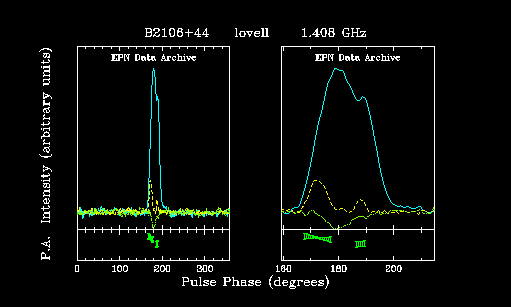 B2106+44 lovell 1.408 GHz
EPN Data Archive EPN Data Archive
P.A. Intensity (arbitrary units)
0 100 200 300 160 180 200
Pulse Phase (degrees)